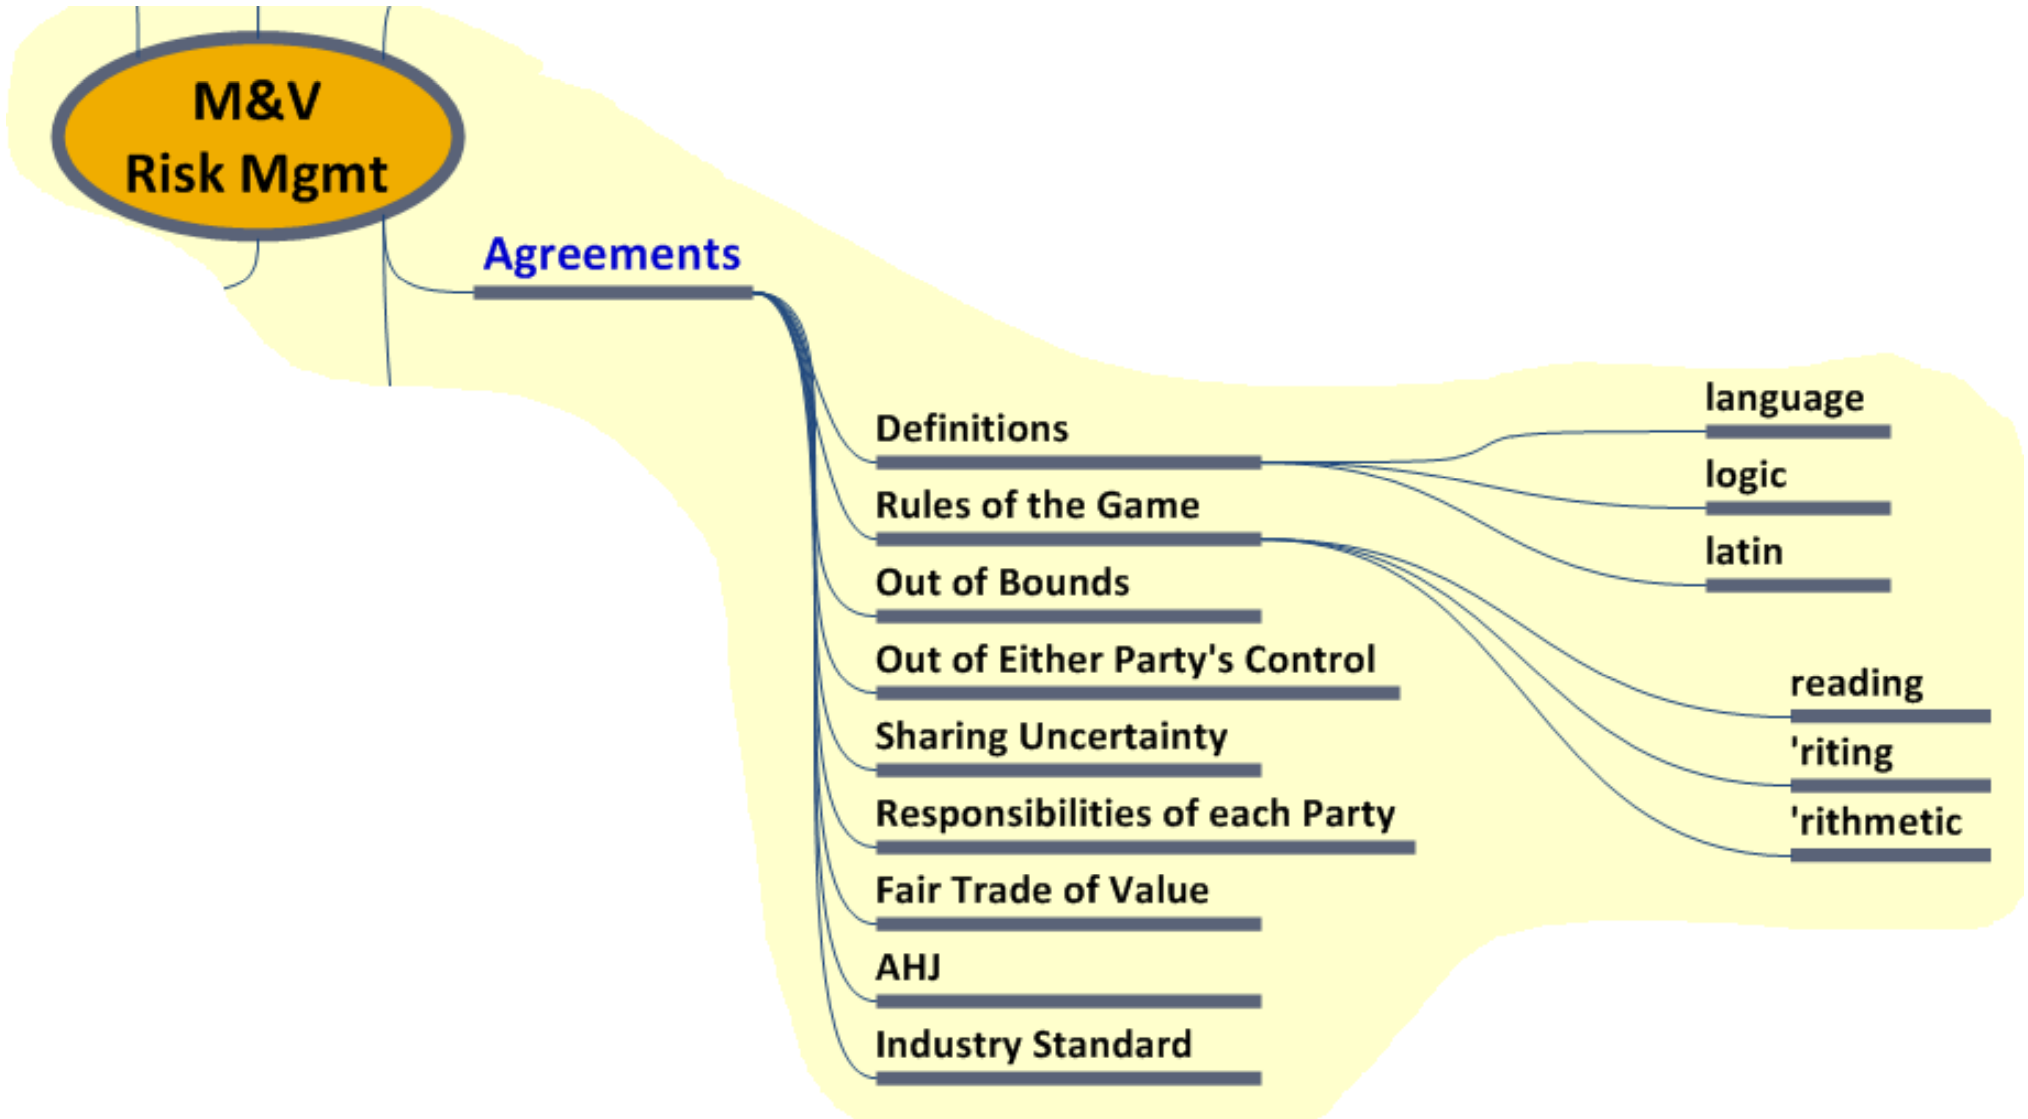 M&V
Risk Mgmt
Agreements
Definitions
language
logic
latin
Rules of the Game
reading
'riting
'rithmetic
Out of Bounds
Out of Either Party's Control
Sharing Uncertainty
Responsibilities of each Party
Fair Trade of Value
AHJ
Industry Standard